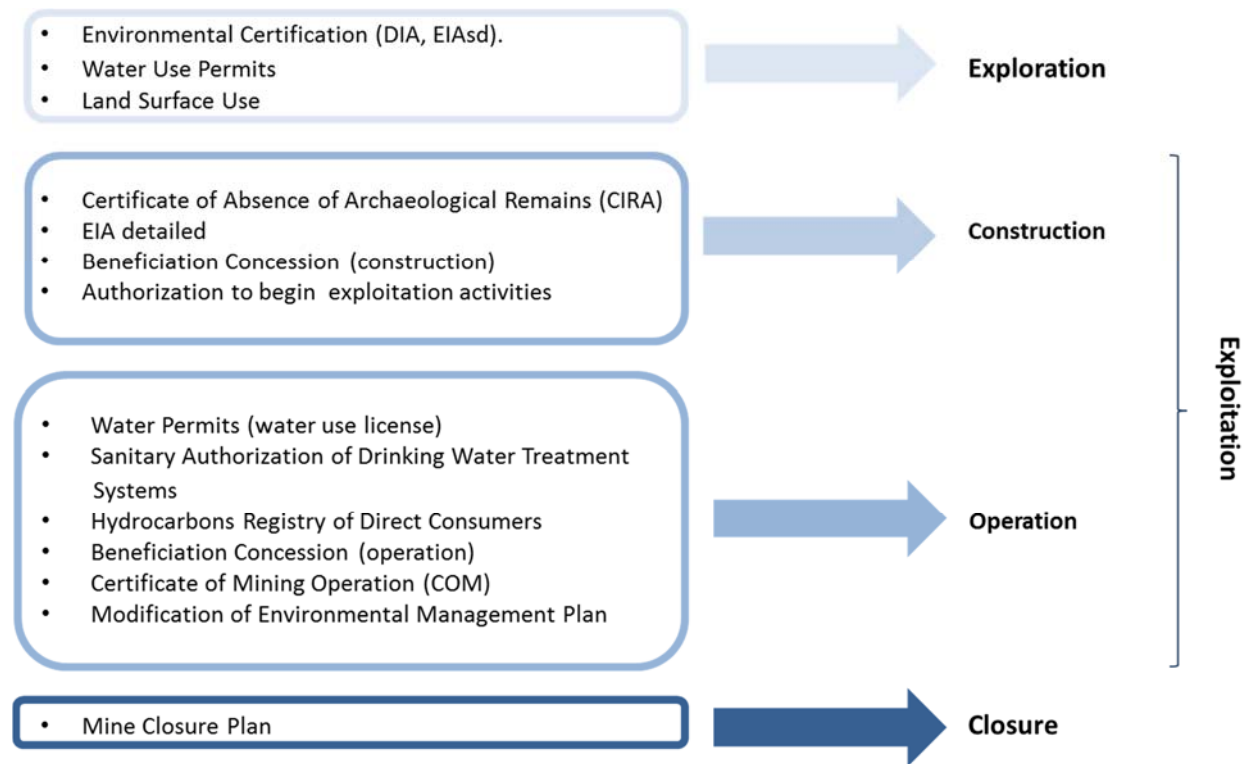 • Environmental Certification (DIA, EIAsd).
• Water Use Permits
• Land Surface Use
Exploration
• Certificate of Absence of Archaeological Remains (CIRA)
• EIA detailed
• Beneficiation Concession (construction)
• Authorization to begin exploitation activities
Construction
• Water Permits (water use license)
• Sanitary Authorization of Drinking Water Treatment
Systems
• Hydrocarbons Registry of Direct Consumers
• Beneficiation Concession (operation)
• Certificate of Mining Operation (COM)
• Modification of Environmental Management Plan
Operation
Exploitation
• Mine Closure Plan
Closure